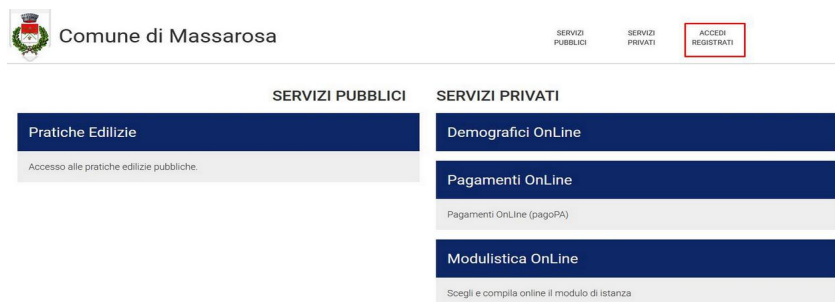 Comune di Massarosa
SERVIZI
PUBBLICI
SERVIZI
PRIVATI
ACCEDI
REGISTRATI
SERVIZI PUBBLICI
Pratiche Edilizie
Accesso alle pratiche edilizie pubbliche.
SERVIZI PRIVATI
Demografici OnLine
Pagamenti OnLine
Pagamenti OnLIne (pagoPA)
Modulistica OnLine
Scegli e compila online il modulo di istanza